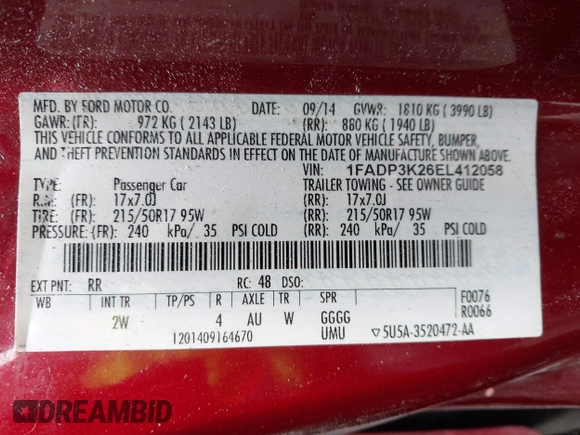 MFD. BY FORD MOTOR CO. DATE: 09/14 GVWR: 1810 KG ( 3990 LB)
GAWR: (FR): 972 KG ( 2143 LB) (RR): 880 KG ( 1940 LB)
THIS VEHICLE CONFORMS TO ALL APPLICABLE FEDERAL MOTOR VEHICLE SAFETY, BUMPER,
AND THEFT PREVENTION STANDARDS IN EFFECT ON THE DATE OF MANUFACTURE SHOWN ABOVE.
VIN: 1FADP3K26EL412058
TYPE: Passenger Car TRAILER TOWING - SEE OWNER GUIDE
RIM: (FR): 17x7.0J (RR): 17x7.0J
TIRE: (FR): 215/50R17 95W (RR): 215/50R17 95W
PRESSURE: (FR): 240 kPa/ 35 PSI COLD (RR): 240 kPa/ 35 PSI COLD
EXT PNT: RR RC: 48 DSO:
WB INT TR TP/PS R AXLE TR SPR F0076
2W 4 AU W GGGG R0066
1201409164670 UMU ▽5U5A-3520472-AA
DREAMBID